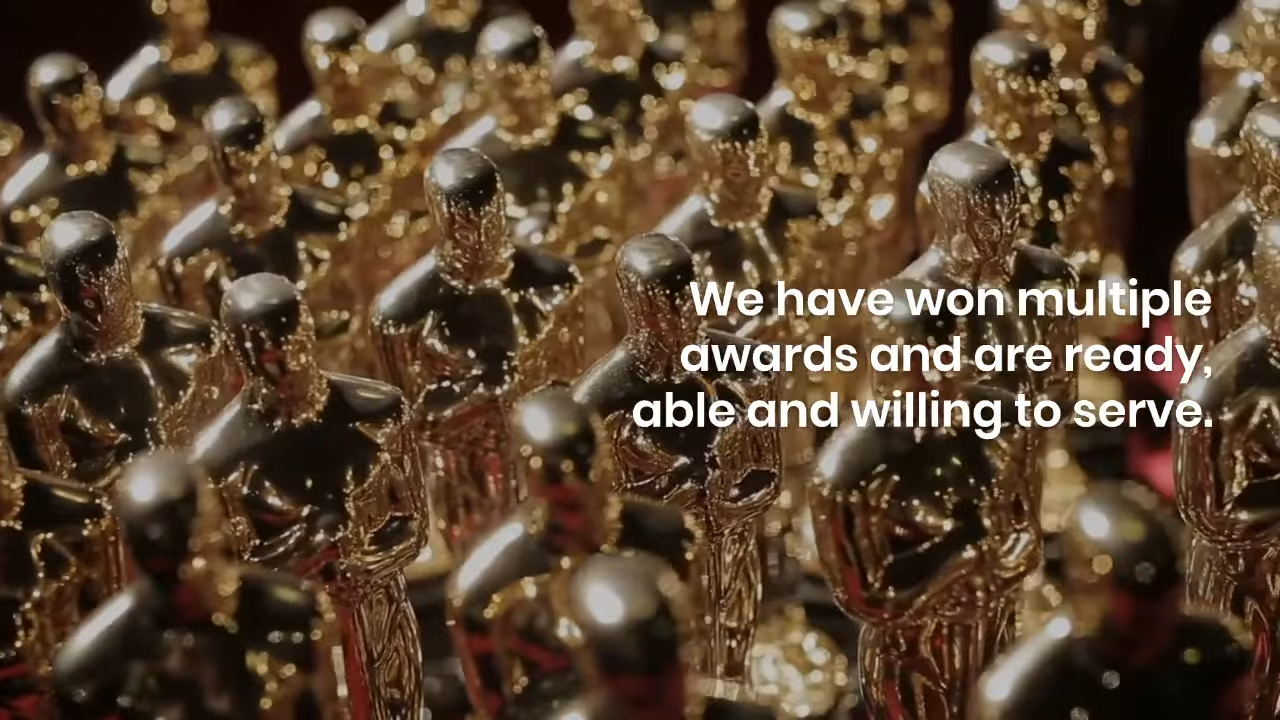 We have won multiple
awards and are ready,
able and willing to serve.